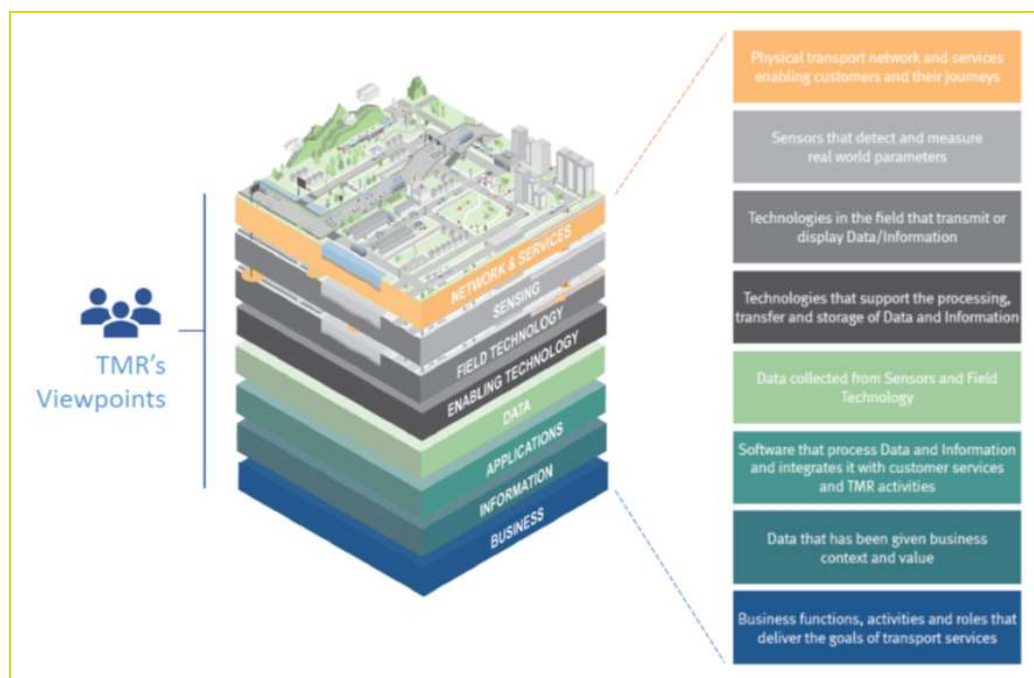 TMR's
Viewpoints
NETWORK & SERVICES
SENSING
FIELD TECHNOLOGY
ENABLING TECHNOLOGY
DATA
APPLICATIONS
INFORMATION
BUSINESS
Physical transport network and services
enabling customers and their journeys
Sensors that detect and measure
real world parameters
Technologies in the field that transmit or
display Data/Information
Technologies that support the processing,
transfer and storage of Data and Information
Data collected from Sensors and Field
Technology
Software that process Data and Information
and integrates it with customer services
and TMR activities
Data that has been given business
context and value
Business functions, activities and roles that
deliver the goals of transport services